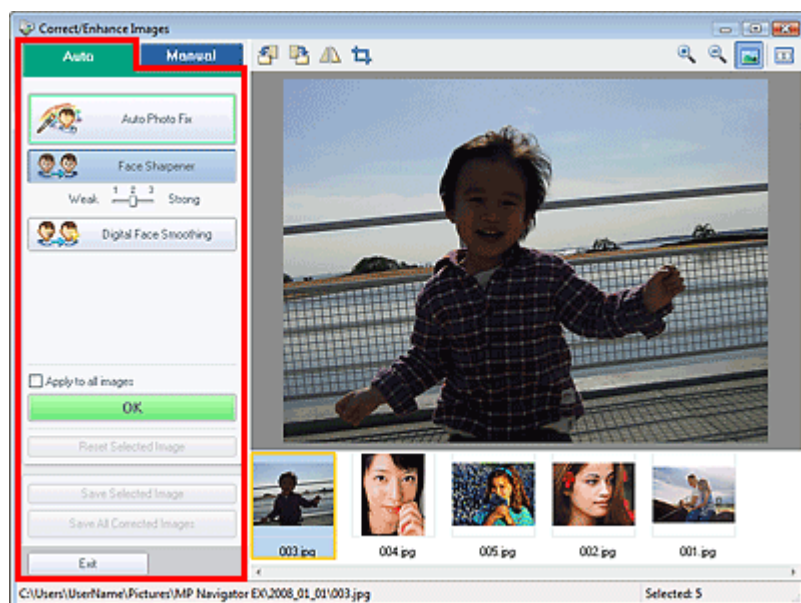 Correct/Enhance Images
Auto
Manual
Auto Photo Fix
Face Sharpener
1 2 3
Weak Strong
Digital Face Smoothing
Apply to all images
OK
Reset Selected Image
Save Selected Image
Save All Corrected Images
Exit
003.jpg
004.jpg
005.jpg
002.jpg
001.jpg
C:\Users\UserName\Pictures\MP Navigator EX\2008_01_01\003.jpg
Selected: 5